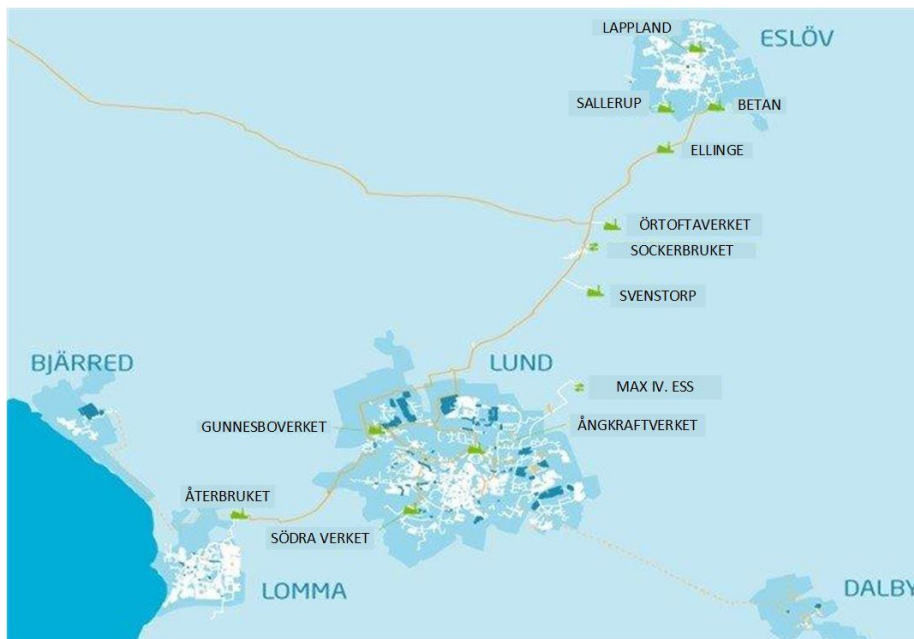 LAPPLAND
ESLÖV
SALLERUP
BETAN
ELLINGE
ÖRTOFTAVERKET
SOCKERBRUKET
SVENSTORP
BJÄRRED
LUND
MAX IV. ESS
GUNNESBOVERKET
ÅNGKRAFTVERKET
ÅTERBRUKET
SÖDRA VERKET
LOMMA
DALBY